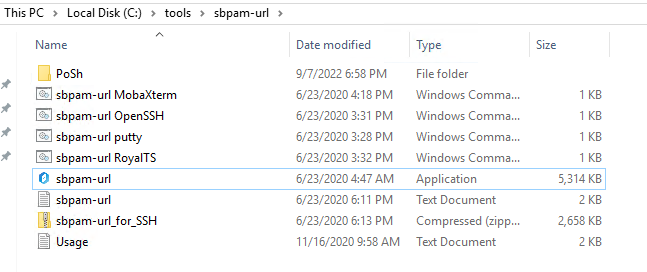 This PC > Local Disk (C:) > tools > sbpam-url >
Name Date modified Type Size
PoSh 9/7/2022 6:58 PM File folder
sbpam-url MobaXterm 6/23/2020 4:18 PM Windows Comma... 1 KB
sbpam-url OpenSSH 6/23/2020 3:31 PM Windows Comma... 1 KB
sbpam-url putty 6/23/2020 3:28 PM Windows Comma... 1 KB
sbpam-url RoyalTS 6/23/2020 3:32 PM Windows Comma... 1 KB
sbpam-url 6/23/2020 4:47 AM Application 5,314 KB
sbpam-url 6/23/2020 6:11 PM Text Document 2 KB
sbpam-url_for_SSH 6/23/2020 6:13 PM Compressed (zipp... 2,658 KB
Usage 11/16/2020 9:58 AM Text Document 2 KB